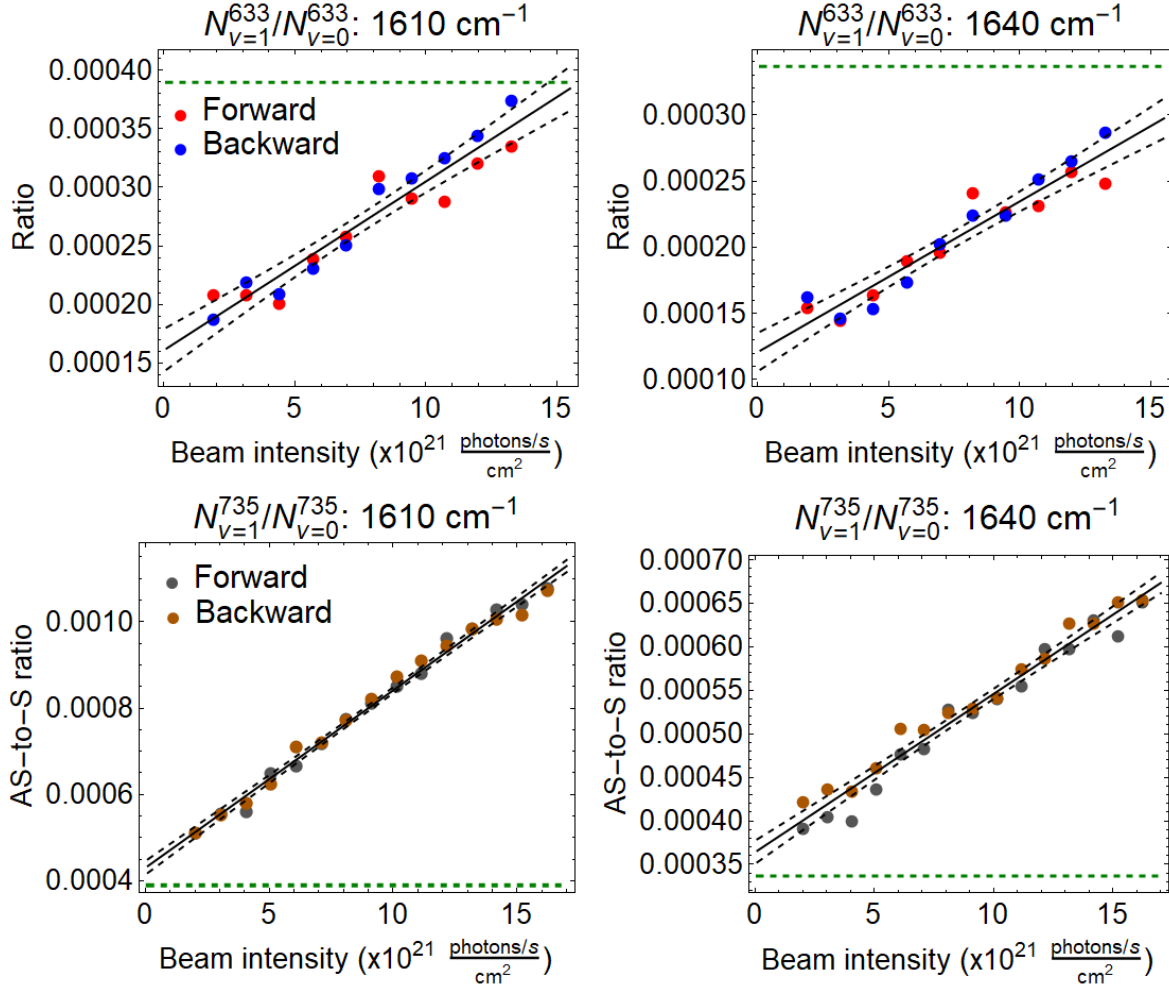 N^633_v=1/N^633_v=0: 1610 cm⁻¹
0.00040
0.00035
0.00030
0.00025
0.00020
0.00015
Ratio
Forward
Backward
0 5 10 15
Beam intensity (x10²¹ photons/s / cm²)
N^633_v=1/N^633_v=0: 1640 cm⁻¹
0.00030
0.00025
0.00020
0.00015
0.00010
Ratio
0 5 10 15
Beam intensity (x10²¹ photons/s / cm²)
N^735_v=1/N^735_v=0: 1610 cm⁻¹
0.0010
0.0008
0.0006
0.0004
AS−to−S ratio
Forward
Backward
0 5 10 15
Beam intensity (x10²¹ photons/s / cm²)
N^735_v=1/N^735_v=0: 1640 cm⁻¹
0.00070
0.00065
0.00060
0.00055
0.00050
0.00045
0.00040
0.00035
AS−to−S ratio
0 5 10 15
Beam intensity (x10²¹ photons/s / cm²)